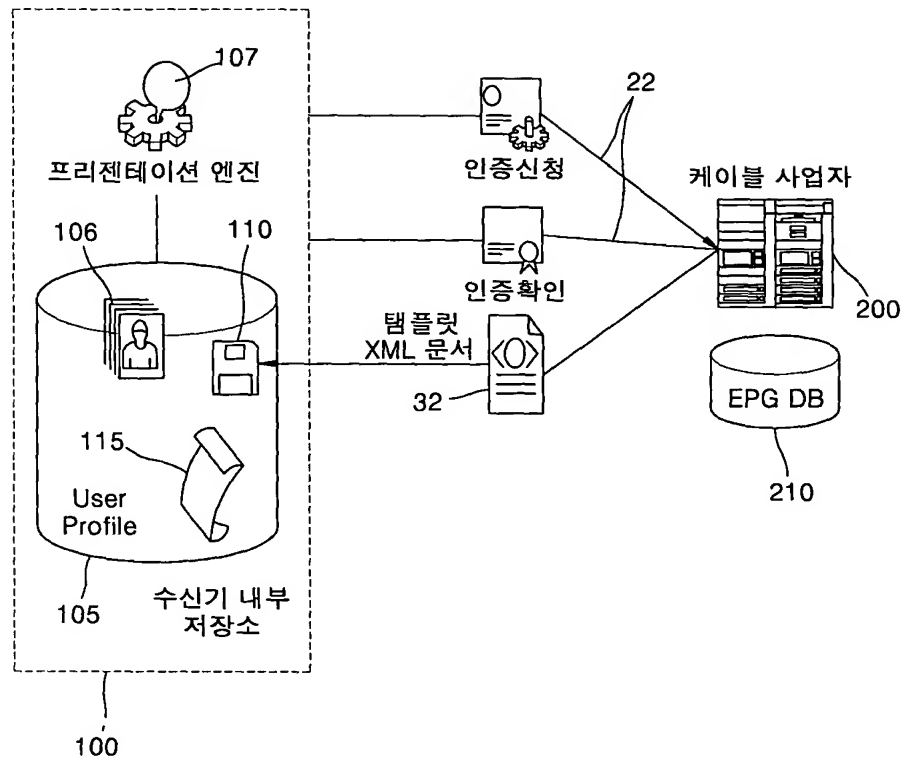 107
프리젠테이션 엔진
106
110
115
User
Profile
105
수신기 내부
저장소
100
인증신청
인증확인
탬플릿
XML 문서
32
22
케이블 사업자
200
EPG DB
210